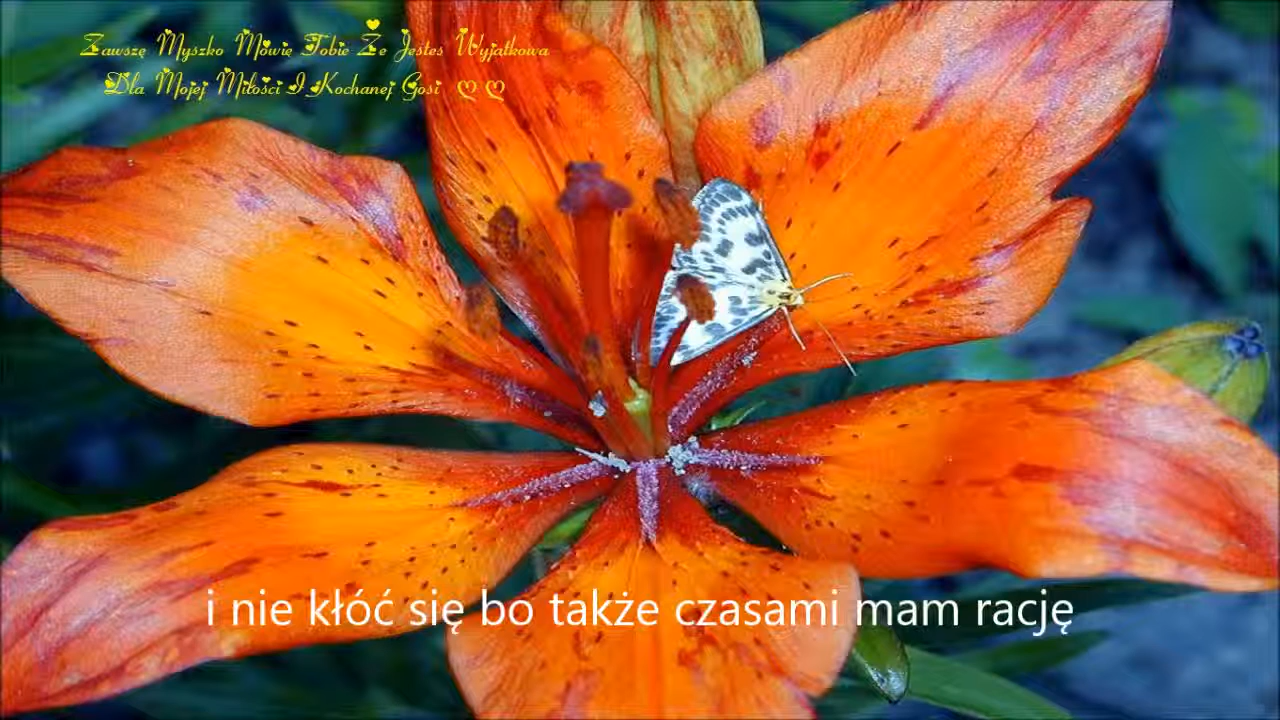 Zawszę Myszko Mówię Tobie Że Jesteś Wyjątkowa
Dla Mojej Miłości I Kochanej Gosi ღ ღ
i nie kłóć się bo także czasami mam rację